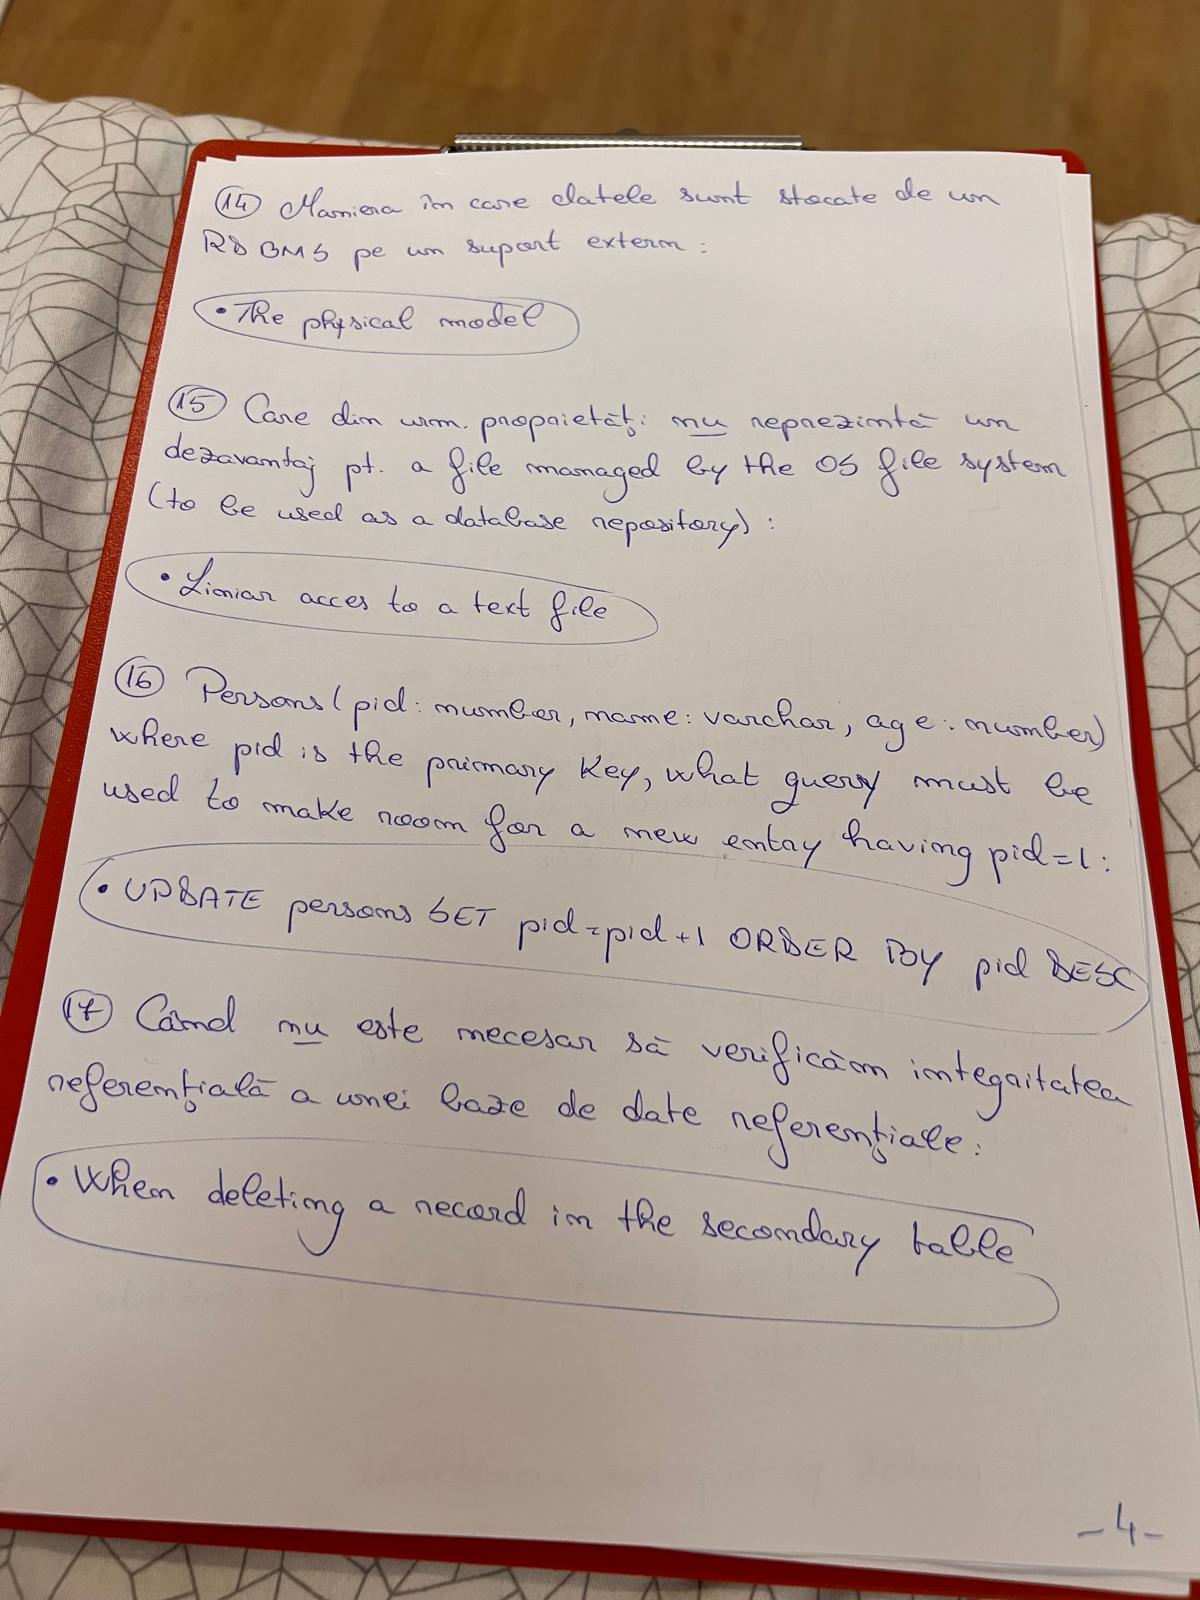 14 Maniera în care datele sunt stocate de un
RDBMS pe un suport extern :
• The physical model
15 Care din urm. proprietăți nu reprezintă un
dezavantaj pt. a file managed by the OS file system
(to be used as a database repository) :
• Liniar acces to a text file
16 Persons ( pid : number, name : varchar, age : number)
where pid is the primary key, what query must be
used to make room for a new entry having pid=1 :
• UPDATE persons SET pid=pid+1 ORDER BY pid DESC
17 Când nu este necesar să verificăm integritatea
referențială a unei baze de date referențiale :
• When deleting a record in the secondary table
-4-